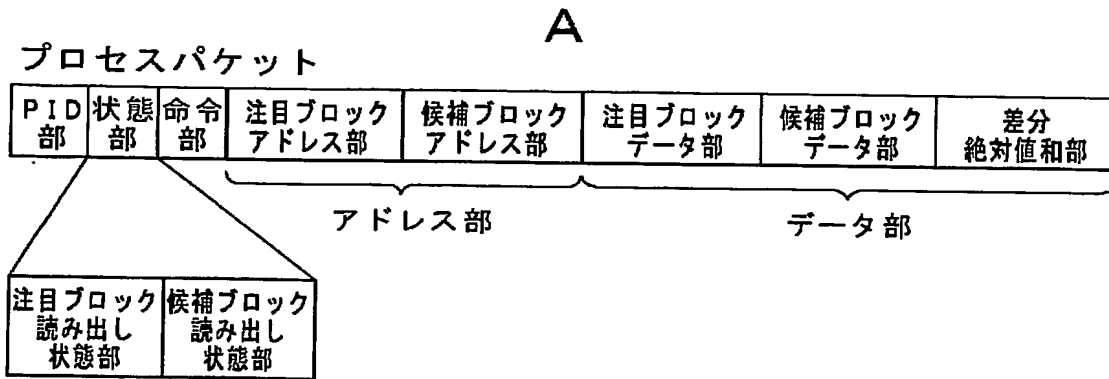 A
プロセスパケット
PID部
状態部
命令部
注目ブロック
アドレス部
候補ブロック
アドレス部
注目ブロック
データ部
候補ブロック
データ部
差分
絶対値和部
アドレス部
データ部
注目ブロック
読み出し
状態部
候補ブロック
読み出し
状態部